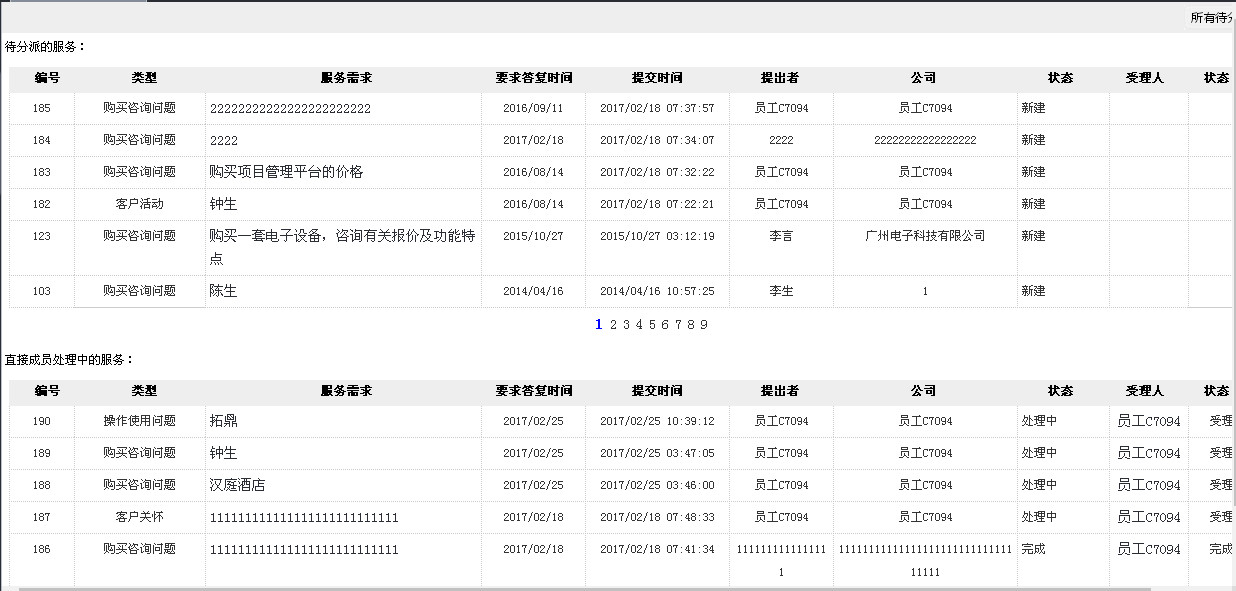 所有待分
待分派的服务：
编号 类型 服务需求 要求答复时间 提交时间 提出者 公司 状态 受理人 状态
185 购买咨询问题 22222222222222222222222 2016/09/11 2017/02/18 07:37:57 员工C7094 员工C7094 新建
184 购买咨询问题 2222 2017/02/18 2017/02/18 07:34:07 2222 22222222222222222 新建
183 购买咨询问题 购买项目管理平台的价格 2016/08/14 2017/02/18 07:32:22 员工C7094 员工C7094 新建
182 客户活动 钟生 2016/08/14 2017/02/18 07:22:21 员工C7094 员工C7094 新建
123 购买咨询问题 购买一套电子设备，咨询有关报价及功能特 2015/10/27 2015/10/27 03:12:19 李言 广州电子科技有限公司 新建
点
103 购买咨询问题 陈生 2014/04/16 2014/04/16 10:57:25 李生 1 新建
1 2 3 4 5 6 7 8 9
直接成员处理中的服务：
编号 类型 服务需求 要求答复时间 提交时间 提出者 公司 状态 受理人 状态
190 操作使用问题 拓鼎 2017/02/25 2017/02/25 10:39:12 员工C7094 员工C7094 处理中 员工C7094 受理
189 购买咨询问题 钟生 2017/02/25 2017/02/25 03:47:05 员工C7094 员工C7094 处理中 员工C7094 受理
188 购买咨询问题 汉庭酒店 2017/02/25 2017/02/25 03:46:00 员工C7094 员工C7094 处理中 员工C7094 受理
187 客户关怀 111111111111111111111111111 2017/02/18 2017/02/18 07:48:33 员工C7094 员工C7094 处理中 员工C7094 受理
186 购买咨询问题 111111111111111111111111111 2017/02/18 2017/02/18 07:41:34 111111111111111 11111111111111111111111111111 完成 员工C7094 完成
1 11111